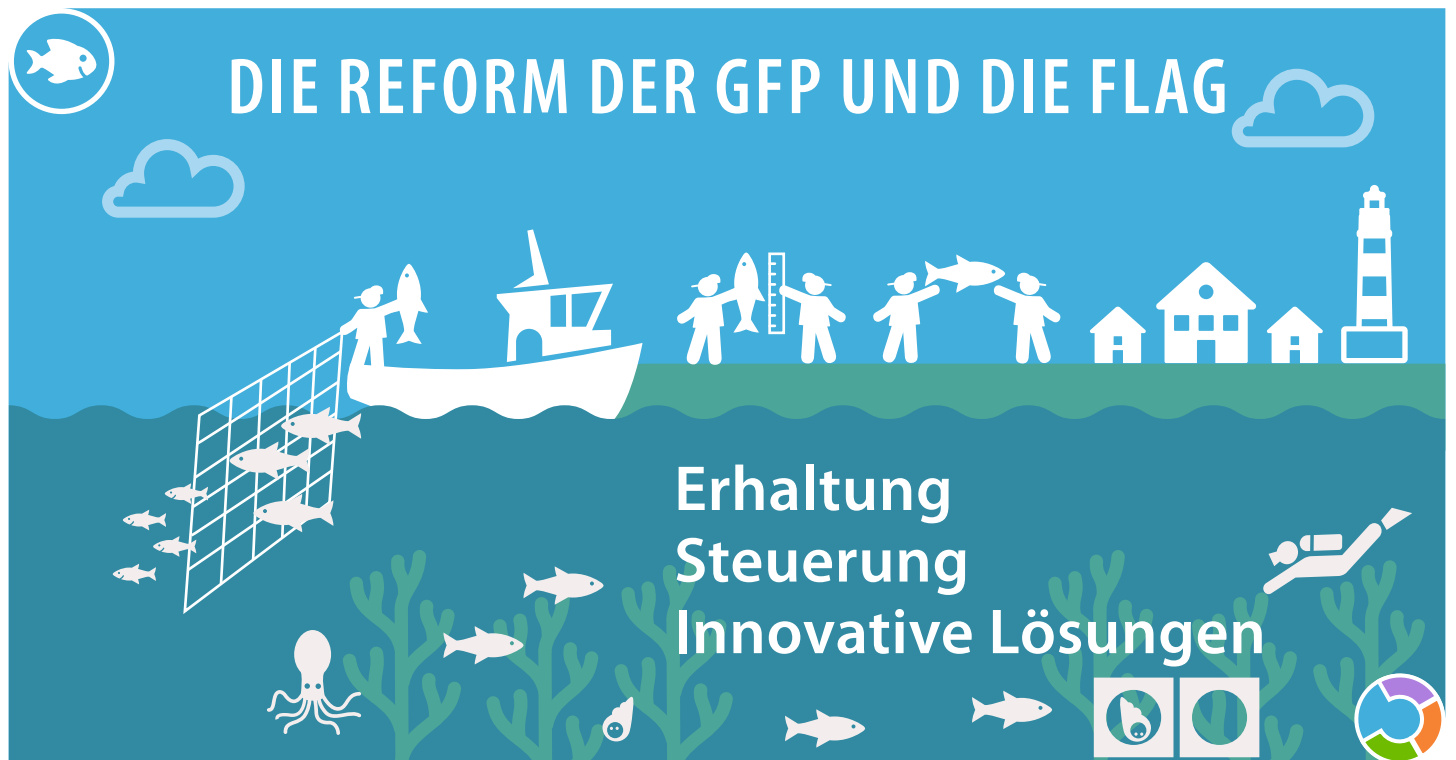 DIE REFORM DER GFP UND DIE FLAG
Erhaltung
Steuerung
Innovative Lösungen